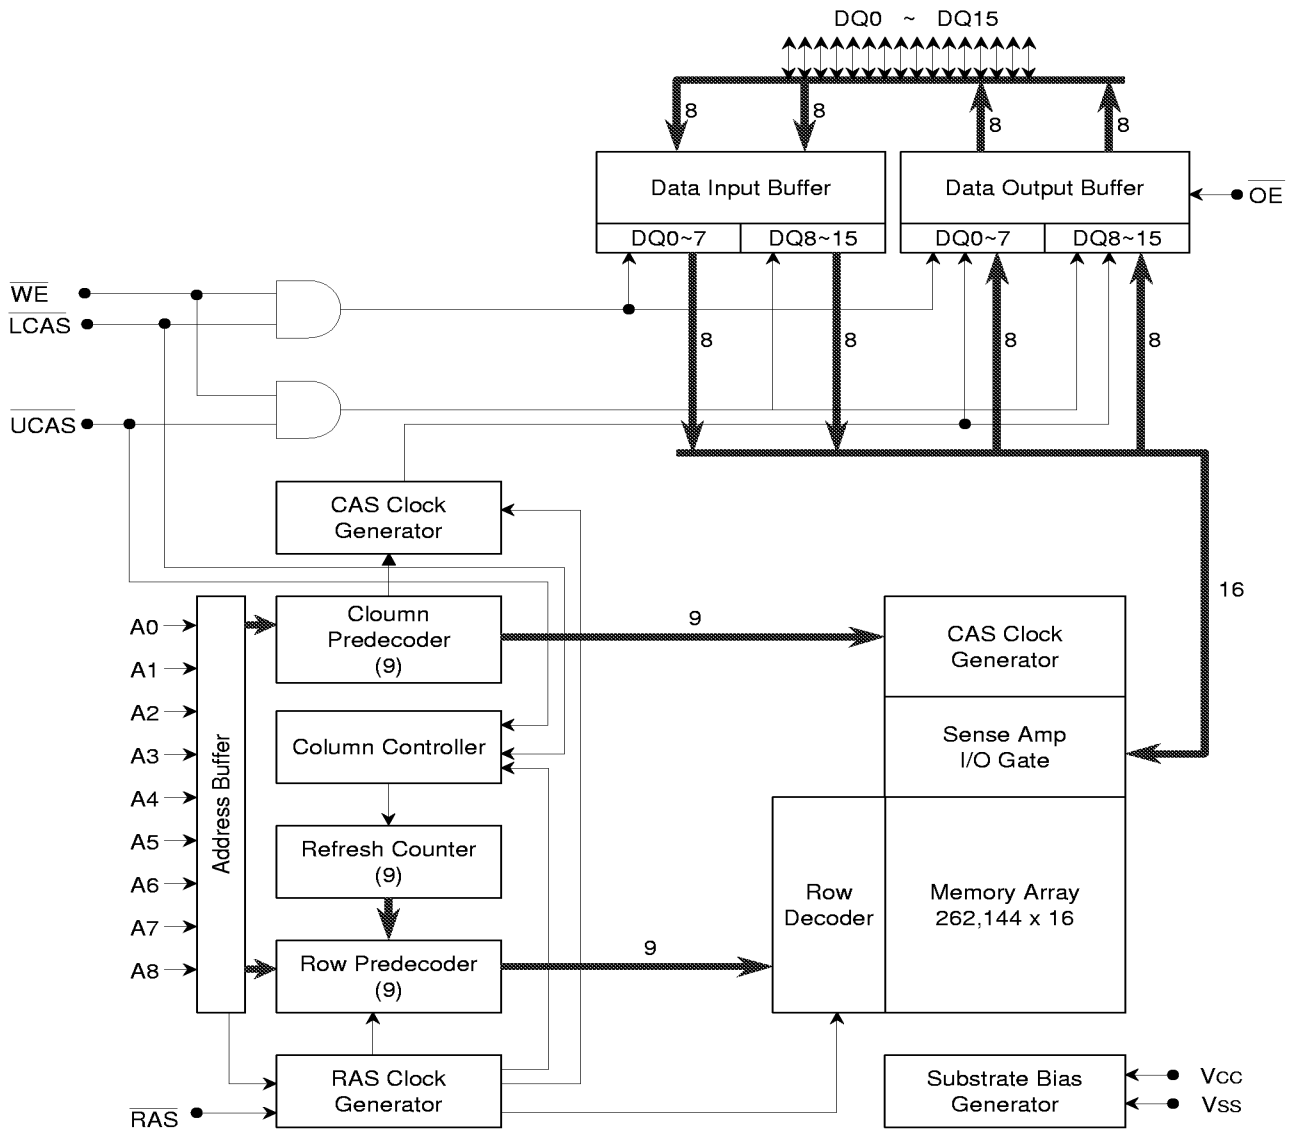 DQ0 ~ DQ15
8 8 8 8
Data Input Buffer
DQ0~7 DQ8~15
Data Output Buffer
DQ0~7 DQ8~15
OE
WE
LCAS
UCAS
8 8 8 8
16
CAS Clock
Generator
A0
A1
A2
A3
A4
A5
A6
A7
A8
Address Buffer
Cloumn
Predecoder
(9)
9
Column Controller
Refresh Counter
(9)
Row Predecoder
(9)
9
RAS Clock
Generator
RAS
CAS Clock
Generator
Sense Amp
I/O Gate
Row
Decoder
Memory Array
262,144 x 16
Substrate Bias
Generator
VCC
VSS